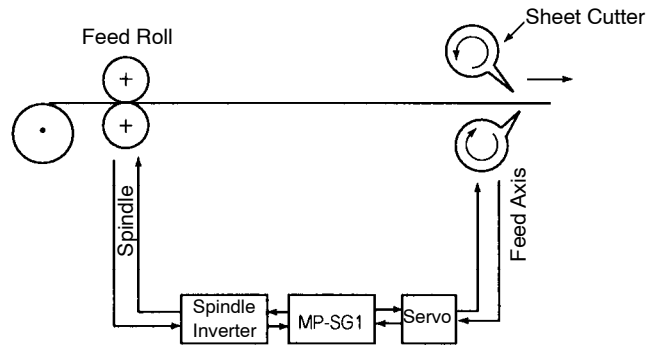 Sheet Cutter
Feed Roll
Spindle
Feed Axis
Spindle
Inverter
MP-SG1
Servo